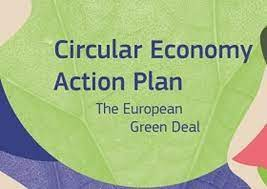 Circular Economy
Action Plan
The European
Green Deal